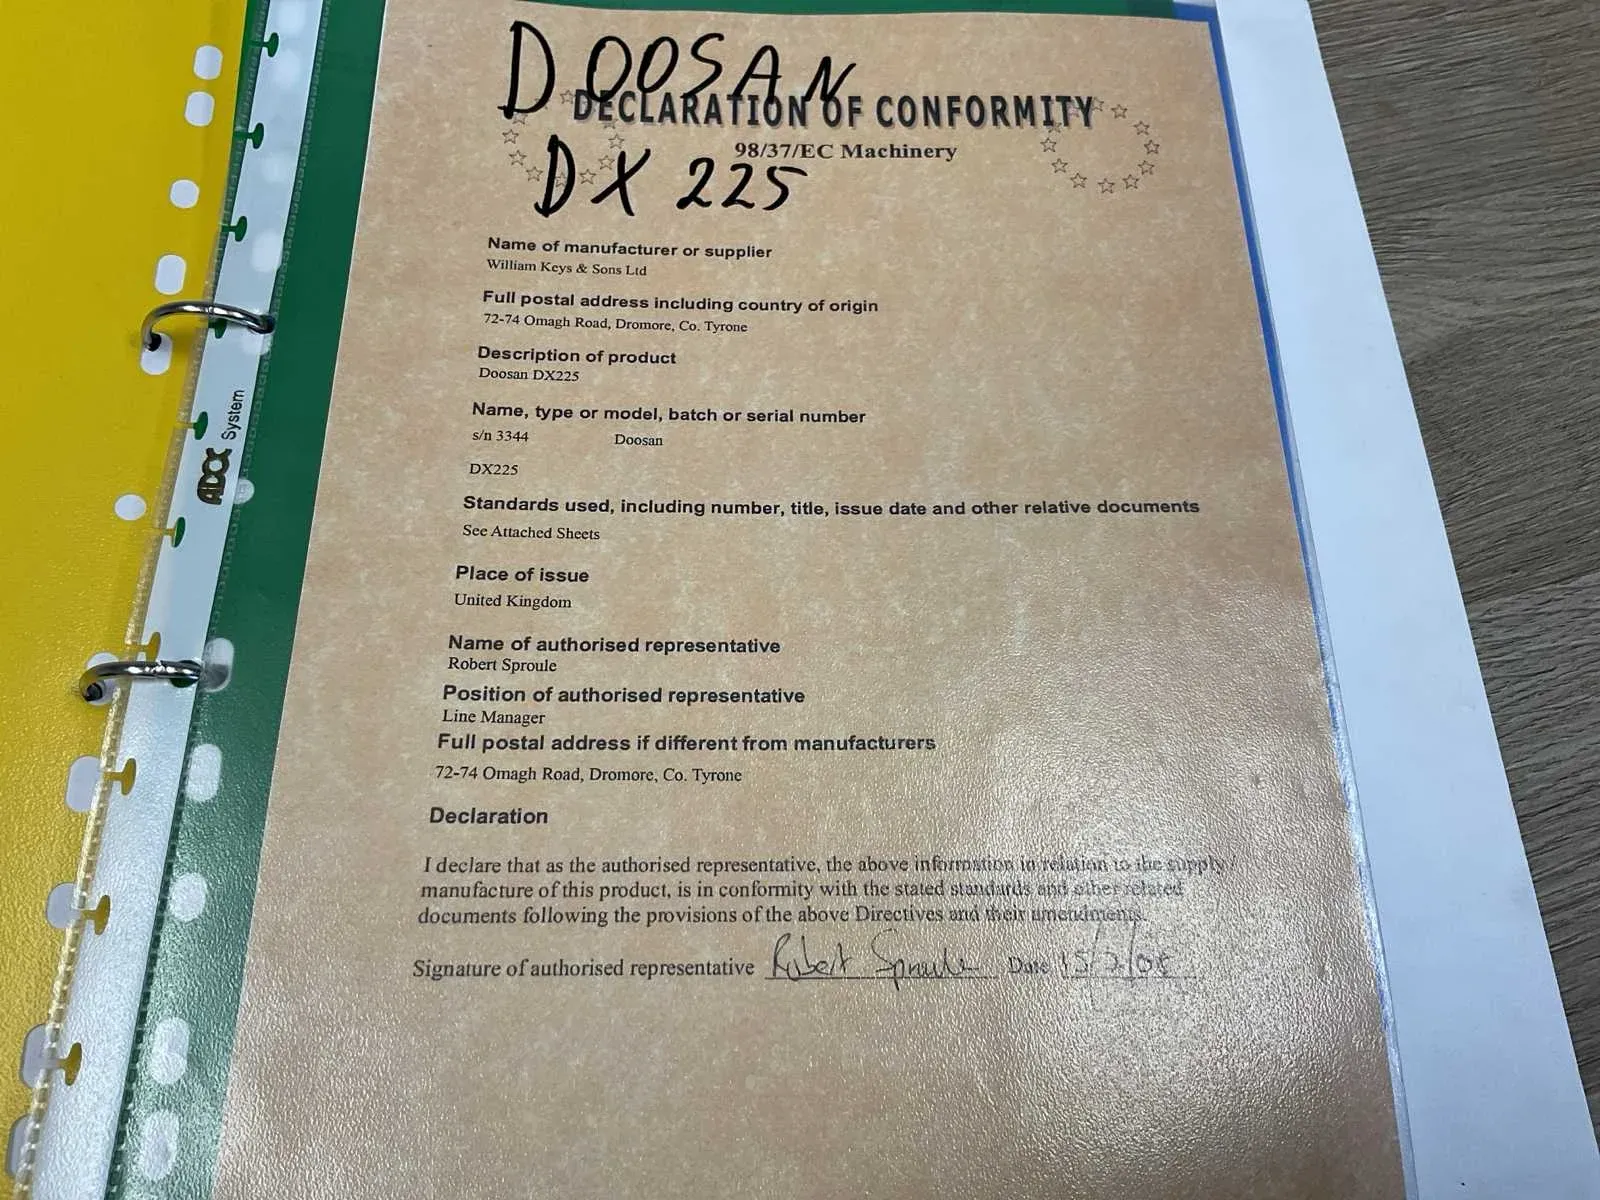 DOOSAN
DECLARATION OF CONFORMITY
98/37/EC Machinery
DX 225
Name of manufacturer or supplier
William Keys & Sons Ltd
Full postal address including country of origin
72-74 Omagh Road, Dromore, Co. Tyrone
Description of product
Doosan DX225
Name, type or model, batch or serial number
s/n 3344 Doosan
DX225
Standards used, including number, title, issue date and other relative documents
See Attached Sheets
Place of issue
United Kingdom
Name of authorised representative
Robert Sproule
Position of authorised representative
Line Manager
Full postal address if different from manufacturers
72-74 Omagh Road, Dromore, Co. Tyrone
Declaration
I declare that as the authorised representative, the above information in relation to the supply/
manufacture of this product, is in conformity with the stated standards and other related
documents following the provisions of the above Directives and their amendments.
Signature of authorised representative Robert Sproule Date
System